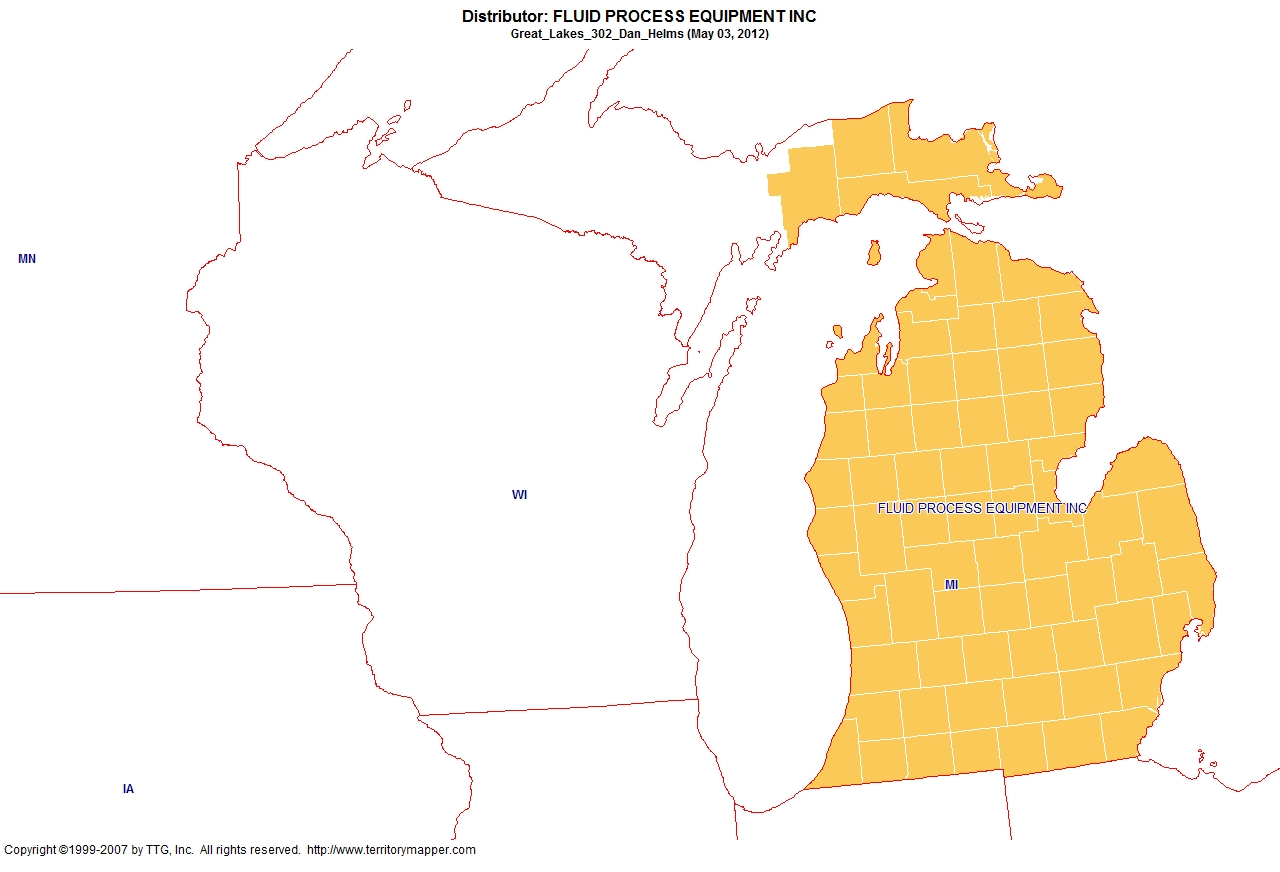 Distributor: FLUID PROCESS EQUIPMENT INC
Great_Lakes_302_Dan_Helms (May 03, 2012)
MN
WI
FLUID PROCESS EQUIPMENT INC
MI
IA
Copyright ©1999-2007 by TTG, Inc.  All rights reserved.  http://www.territorymapper.com